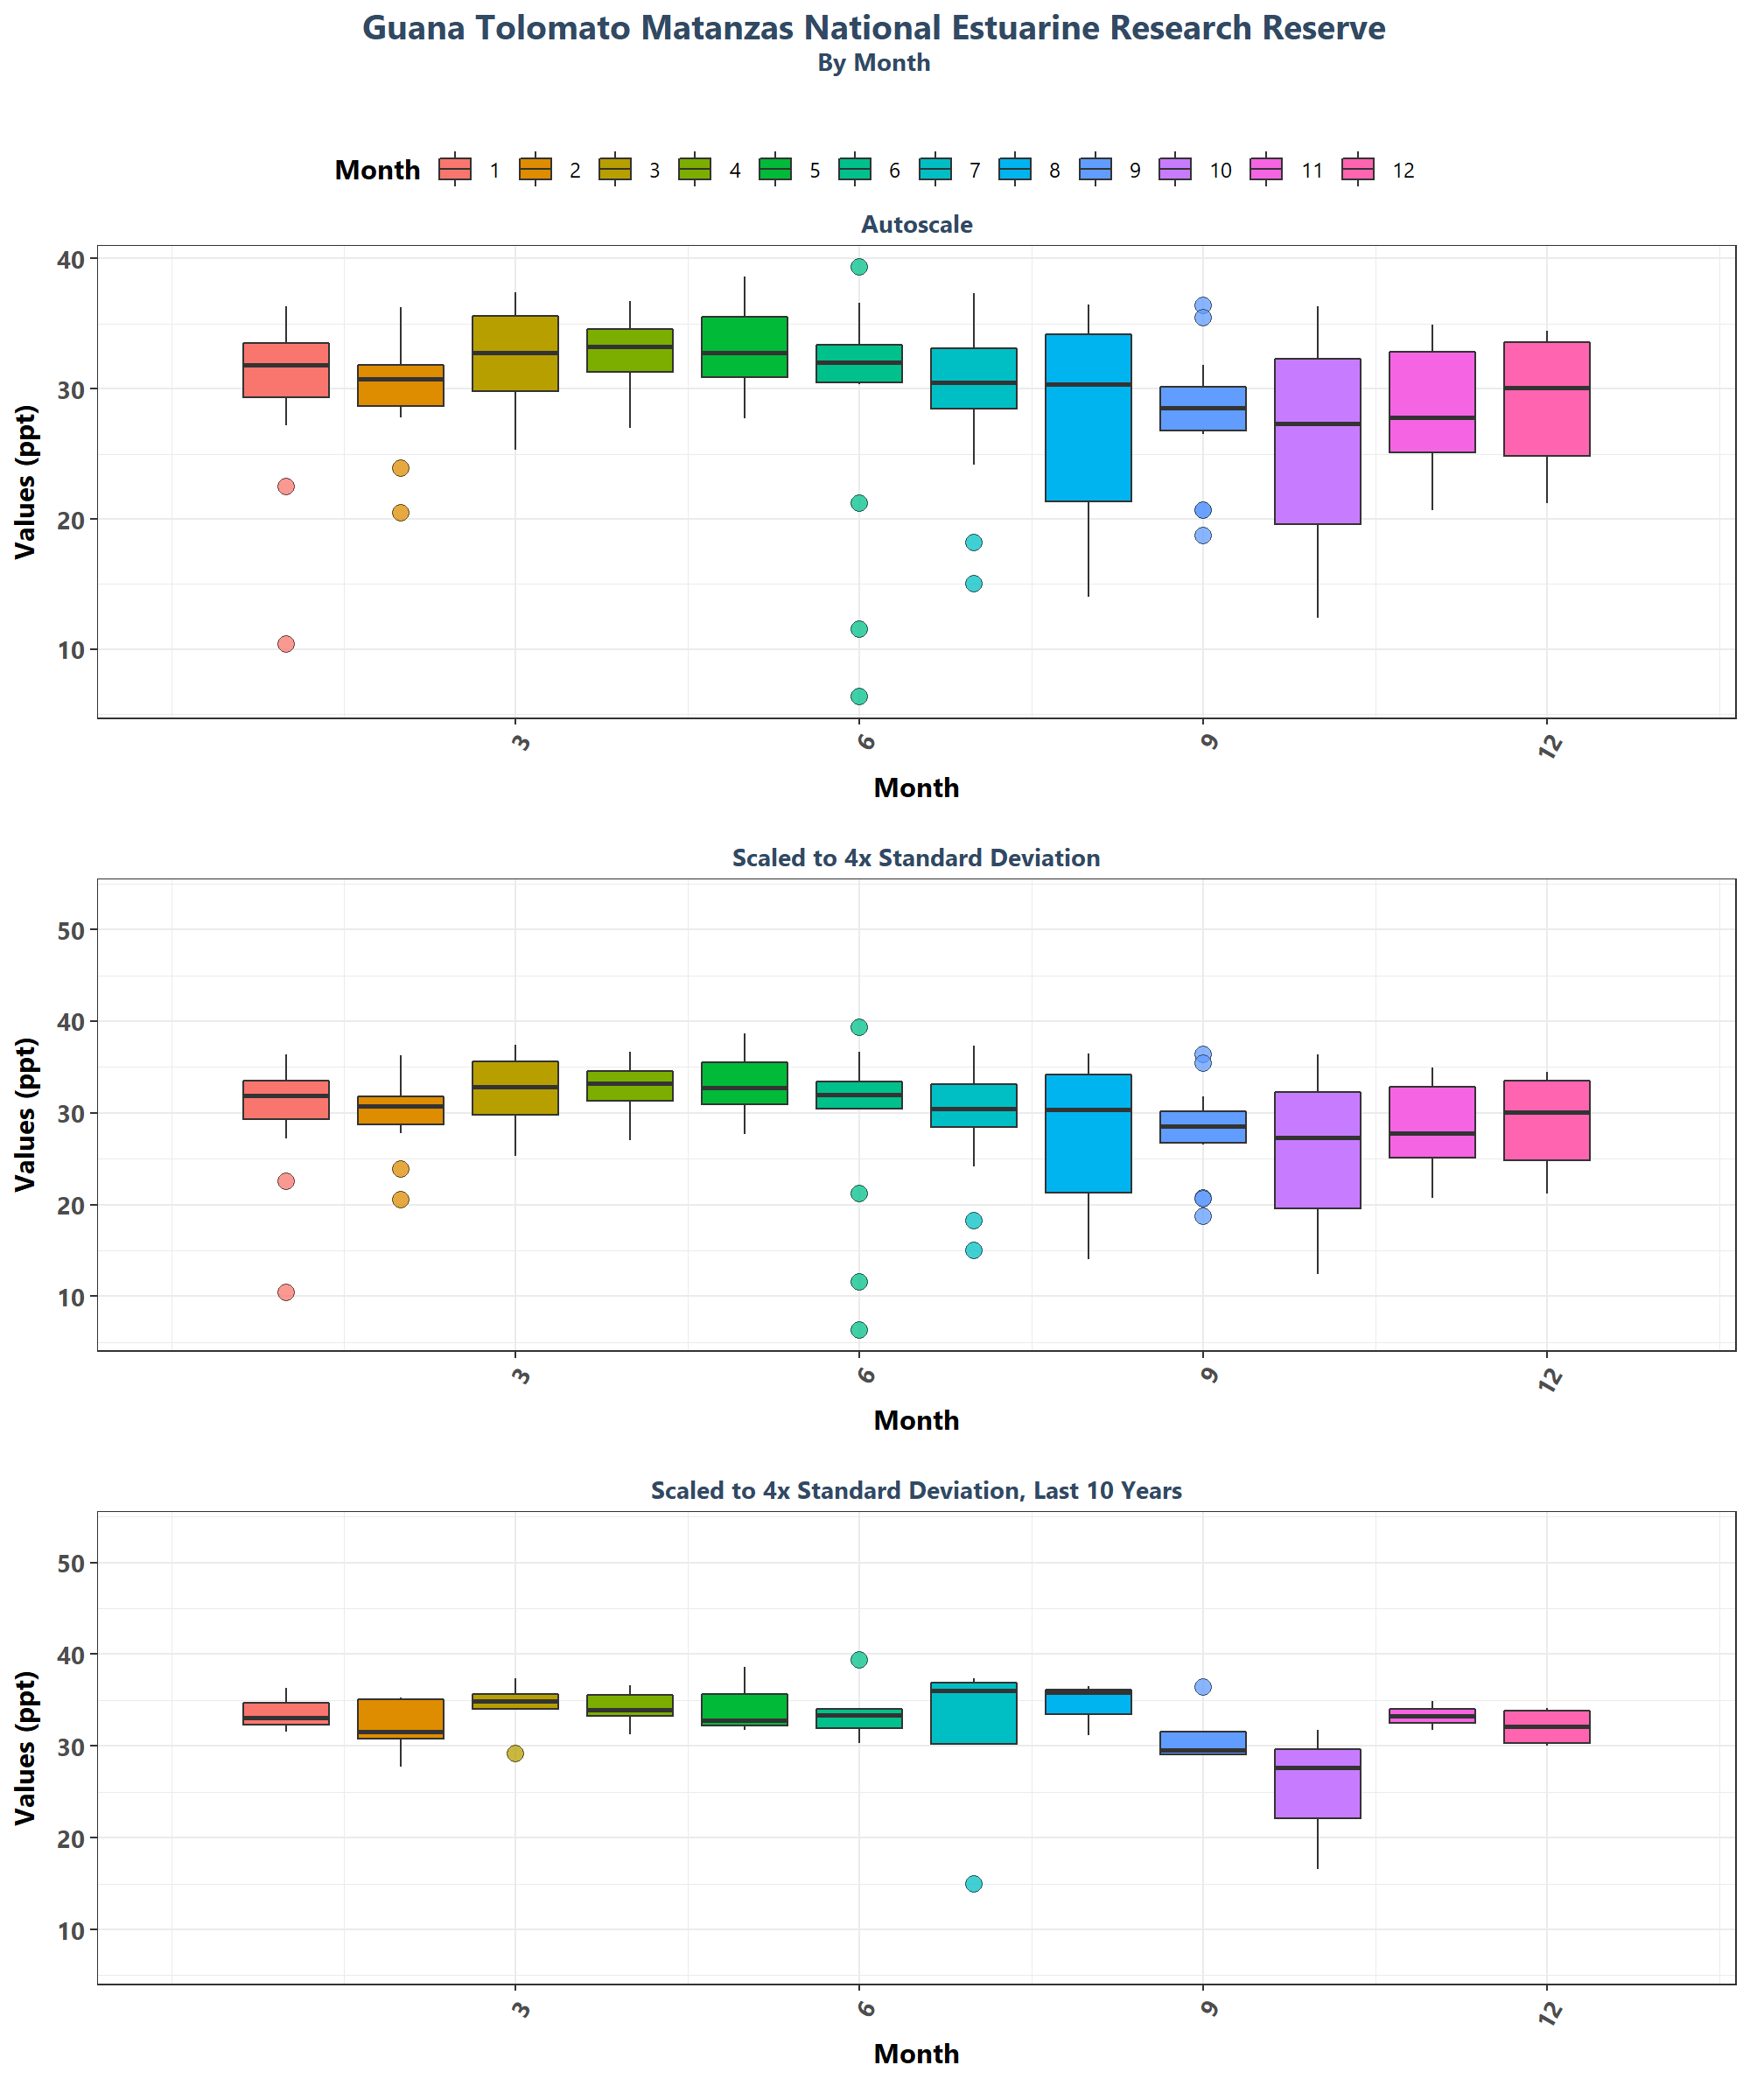 Guana Tolomato Matanzas National Estuarine Research Reserve
By Month
Month 1 2 3 4 5 6 7 8 9 10 11 12
Autoscale
Values (ppt)
40
30
20
10
3 6 9 12
Month
Scaled to 4x Standard Deviation
Values (ppt)
50
40
30
20
10
3 6 9 12
Month
Scaled to 4x Standard Deviation, Last 10 Years
Values (ppt)
50
40
30
20
10
3 6 9 12
Month